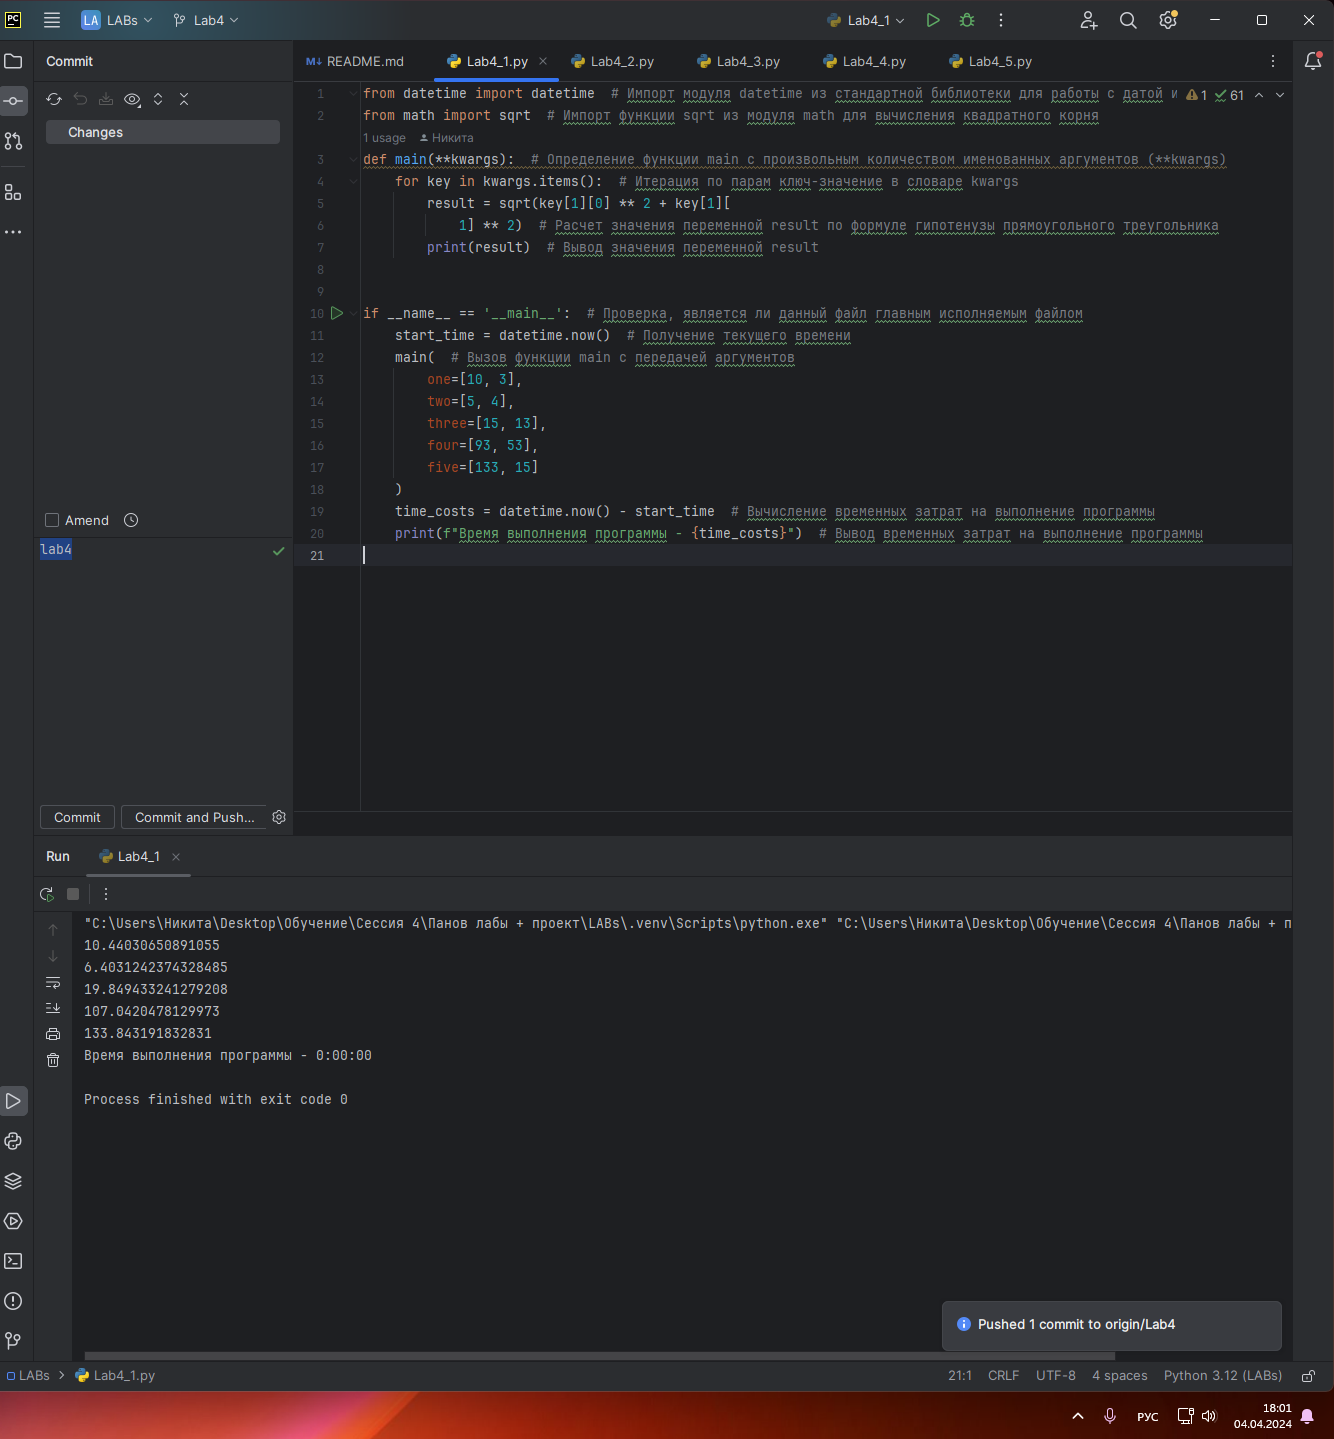 PC
LA LABs Lab4 Lab4_1
Commit
README.md Lab4_1.py Lab4_2.py Lab4_3.py Lab4_4.py Lab4_5.py
Changes
1 from datetime import datetime # Импорт модуля datetime из стандартной библиотеки для работы с датой и 1 61
2 from math import sqrt # Импорт функции sqrt из модуля math для вычисления квадратного корня
1 usage Никита
3 def main(**kwargs): # Определение функции main с произвольным количеством именованных аргументов (**kwargs)
4 for key in kwargs.items(): # Итерация по парам ключ-значение в словаре kwargs
5 result = sqrt(key[1][0] ** 2 + key[1][
6 1] ** 2) # Расчет значения переменной result по формуле гипотенузы прямоугольного треугольника
7 print(result) # Вывод значения переменной result
8
9
10 if __name__ == '__main__': # Проверка, является ли данный файл главным исполняемым файлом
11 start_time = datetime.now() # Получение текущего времени
12 main( # Вызов функции main с передачей аргументов
13 one=[10, 3],
14 two=[5, 4],
15 three=[15, 13],
16 four=[93, 53],
17 five=[133, 15]
18 )
19 time_costs = datetime.now() - start_time # Вычисление временных затрат на выполнение программы
20 print(f"Время выполнения программы - {time_costs}") # Вывод временных затрат на выполнение программы
21
Amend
lab4
Commit Commit and Push...
Run Lab4_1
"C:\Users\Никита\Desktop\Обучение\Сессия 4\Панов лабы + проект\LABs\.venv\Scripts\python.exe" "C:\Users\Никита\Desktop\Обучение\Сессия 4\Панов лабы + п
10.44030650891055
6.4031242374328485
19.849433241279208
107.0420478129973
133.843191832831
Время выполнения программы - 0:00:00
Process finished with exit code 0
Pushed 1 commit to origin/Lab4
LABs > Lab4_1.py 21:1 CRLF UTF-8 4 spaces Python 3.12 (LABs)
РУС 18:01
04.04.2024